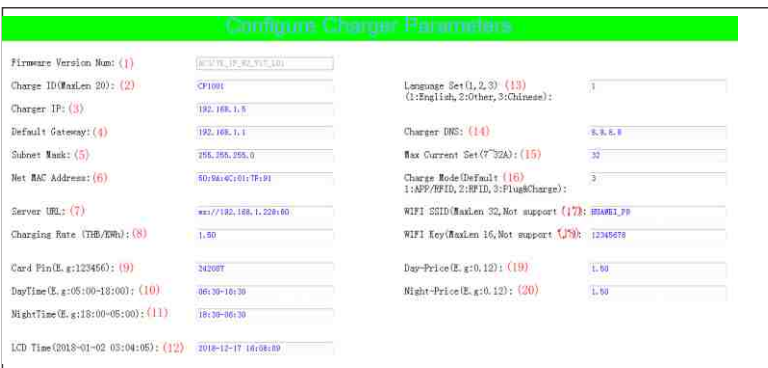 Configure Charger Parameters
Firmware Version Num: (1)
Charge ID(MaxLen 20): (2) CP1001
Language Set(1,2,3) (13) 1
(1:English,2:Other,3:Chinese):
Charger IP: (3) 192.168.1.5
Default Gateway: (4) 192.168.1.1
Charger DNS: (14) 8.8.8.8
Subnet Mask: (5) 255.255.255.0
Max Current Set(7~32A): (15) 32
Net MAC Address: (6)
Charge Mode(Default (16) 3
1:APP/RFID,2:RFID,3:Plug&Charge):
Server URL: (7)
WIFI SSID(MaxLen 32,Not support (17): HUAWEI_P9
Charging Rate (THB/KWh): (8) 1.50
WIFI Key(MaxLen 16,Not support 12345678
Card Pin(E.g:123456): (9) 242007
Day-Price(E.g:0.12): (19) 1.50
DayTime(E.g:05:00-18:00): (10) 06:30-18:30
Night-Price(E.g:0.12): (20) 1.50
NightTime(E.g:18:00-05:00): (11) 18:30-06:30
LCD Time(2018-01-02 03:04:05): (12) 2018-12-17